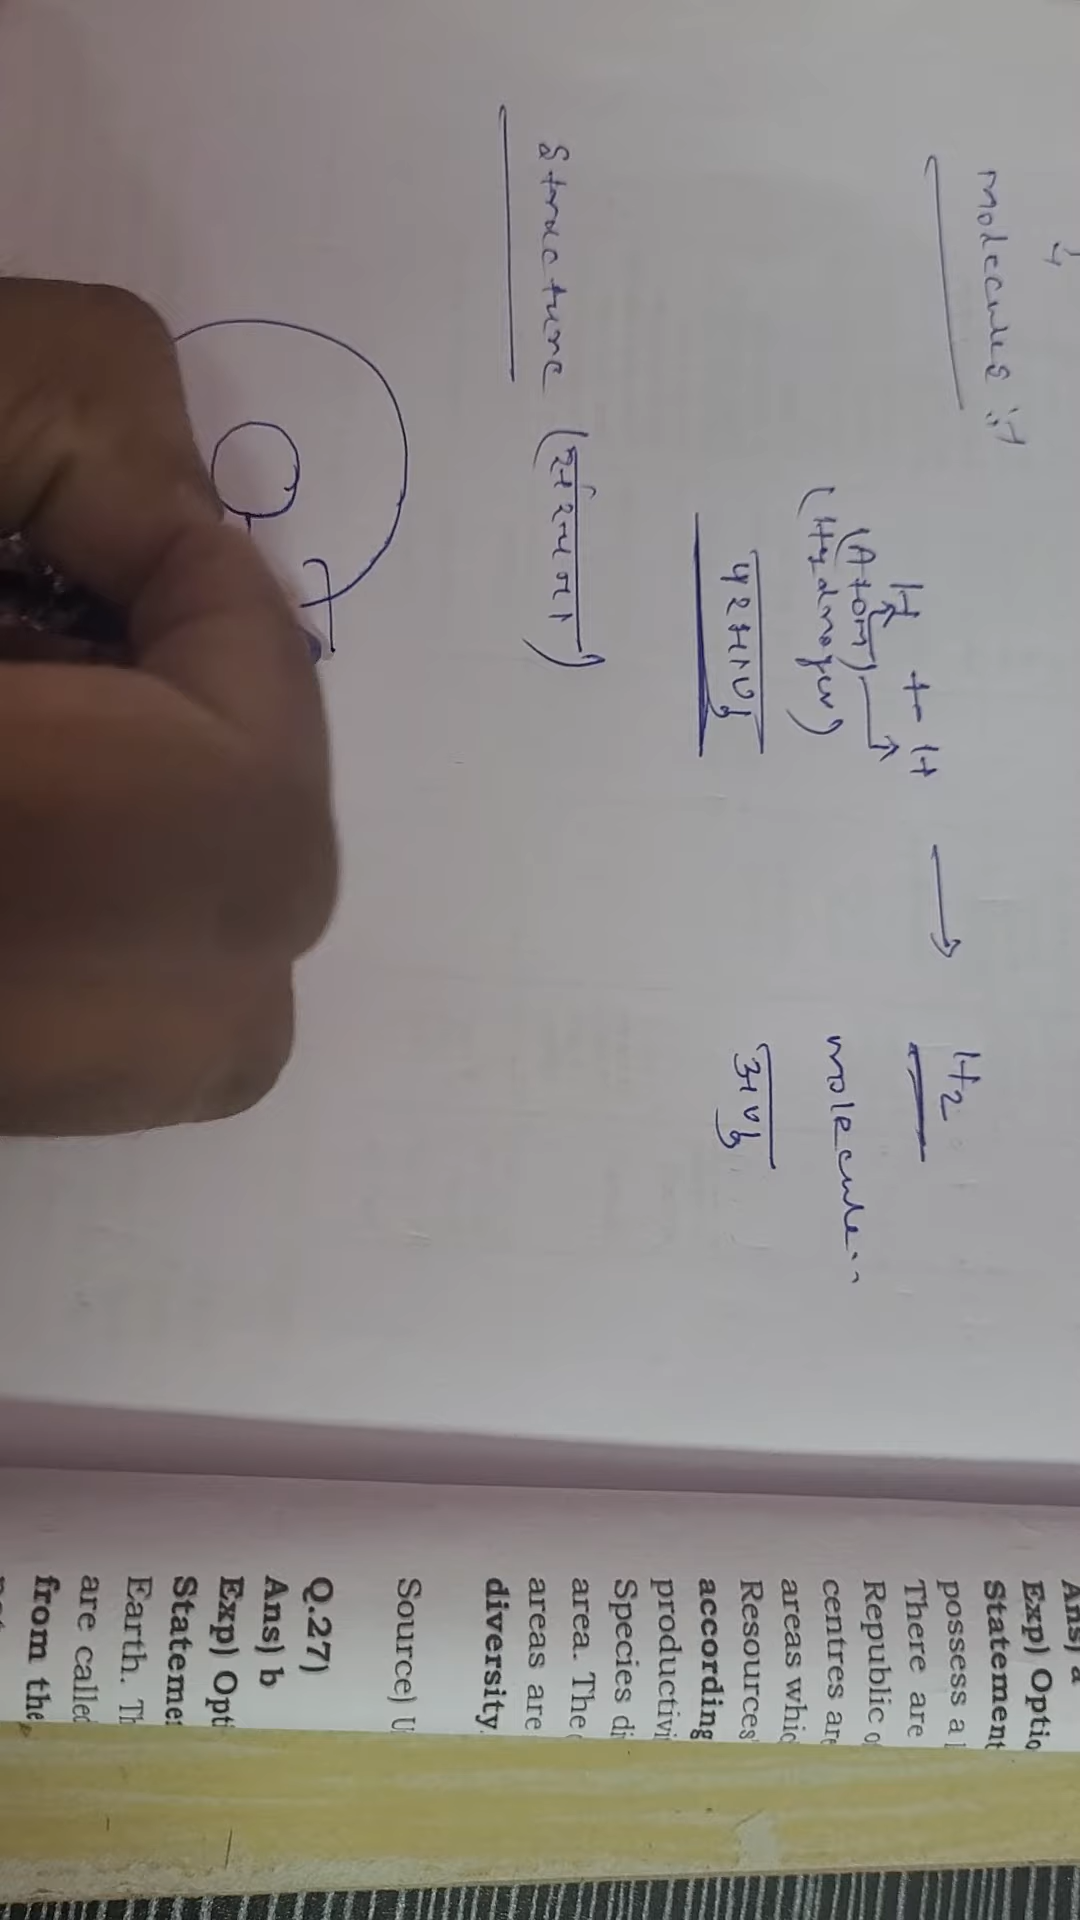 molecules :-
H + H → H2
(Atom)
(Hydrogen) molecule
परमाणु अणु
Structure (संरचना)
Ans) a
Exp) Optio
Statement
possess a
There are
Republic o
centres are
areas whic
Resources
according
productivi
Species di
area. The
areas are
diversity.
Source) U
Q.27)
Ans) b
Exp) Opt
Stateme
Earth. Th
are called
from the